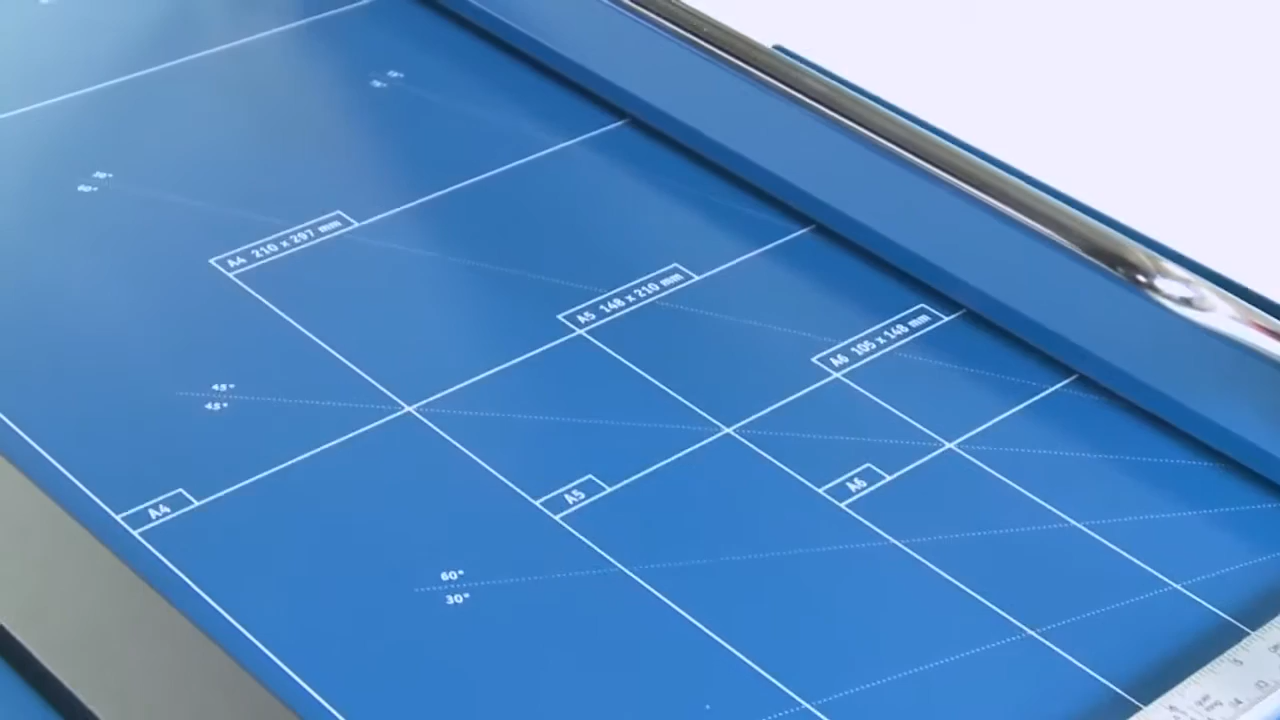 A4 210 x 297 mm
A5 148 x 210 mm
A6 105 x 148 mm
45°
45°
A4
A5
A6
60°
30°